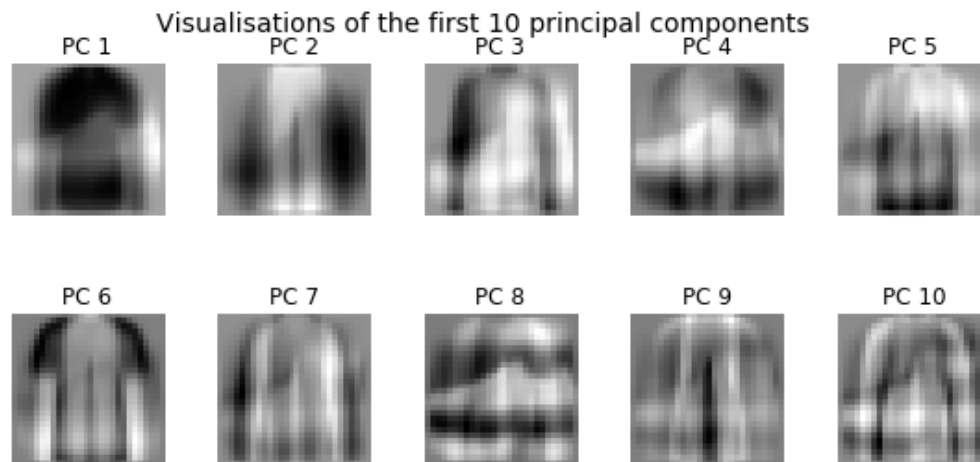 Visualisations of the first 10 principal components
PC 1 PC 2 PC 3 PC 4 PC 5
PC 6 PC 7 PC 8 PC 9 PC 10